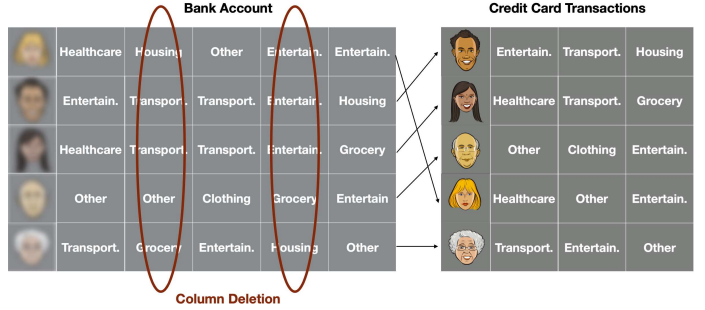 Bank Account Credit Card Transactions
Healthcare Housing Other Entertain. Entertain. Entertain. Transport. Housing
Entertain. Transport. Transport. Entertain. Housing Healthcare Transport. Grocery
Healthcare Transport. Transport. Entertain. Grocery Other Clothing Entertain.
Other Other Clothing Grocery Entertain Healthcare Other Entertain.
Transport. Grocery Entertain. Housing Other Transport. Entertain. Other
Column Deletion